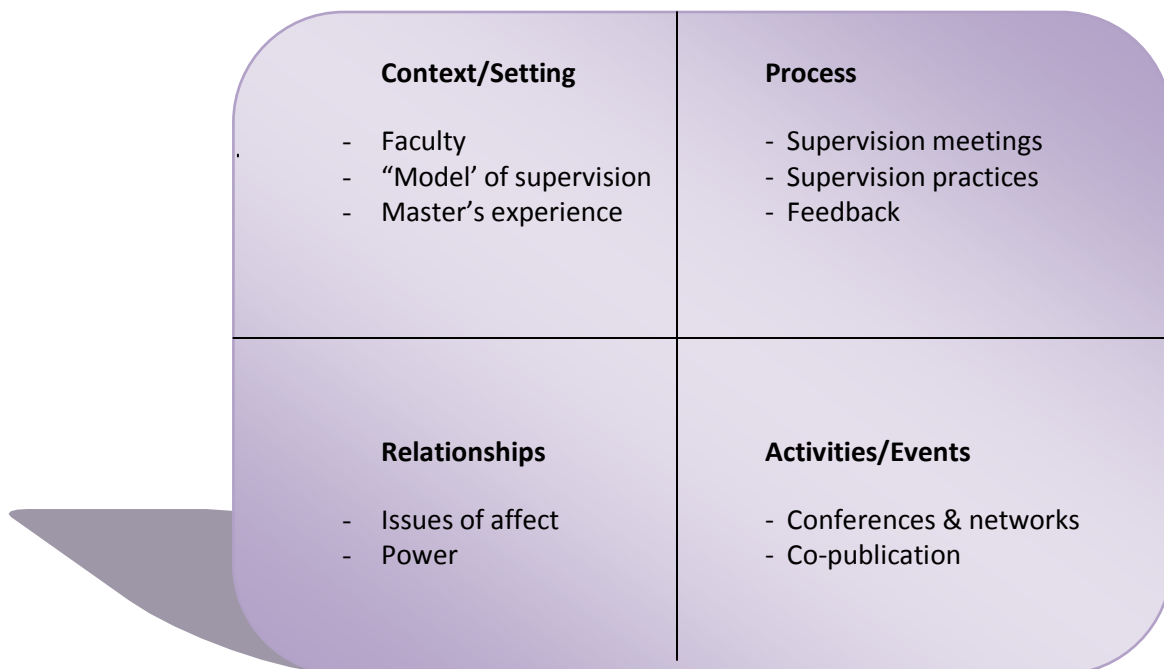 Context/Setting
- Faculty
- “Model’ of supervision
- Master’s experience
Process
- Supervision meetings
- Supervision practices
- Feedback
.
Relationships
- Issues of affect
- Power
Activities/Events
- Conferences & networks
- Co-publication